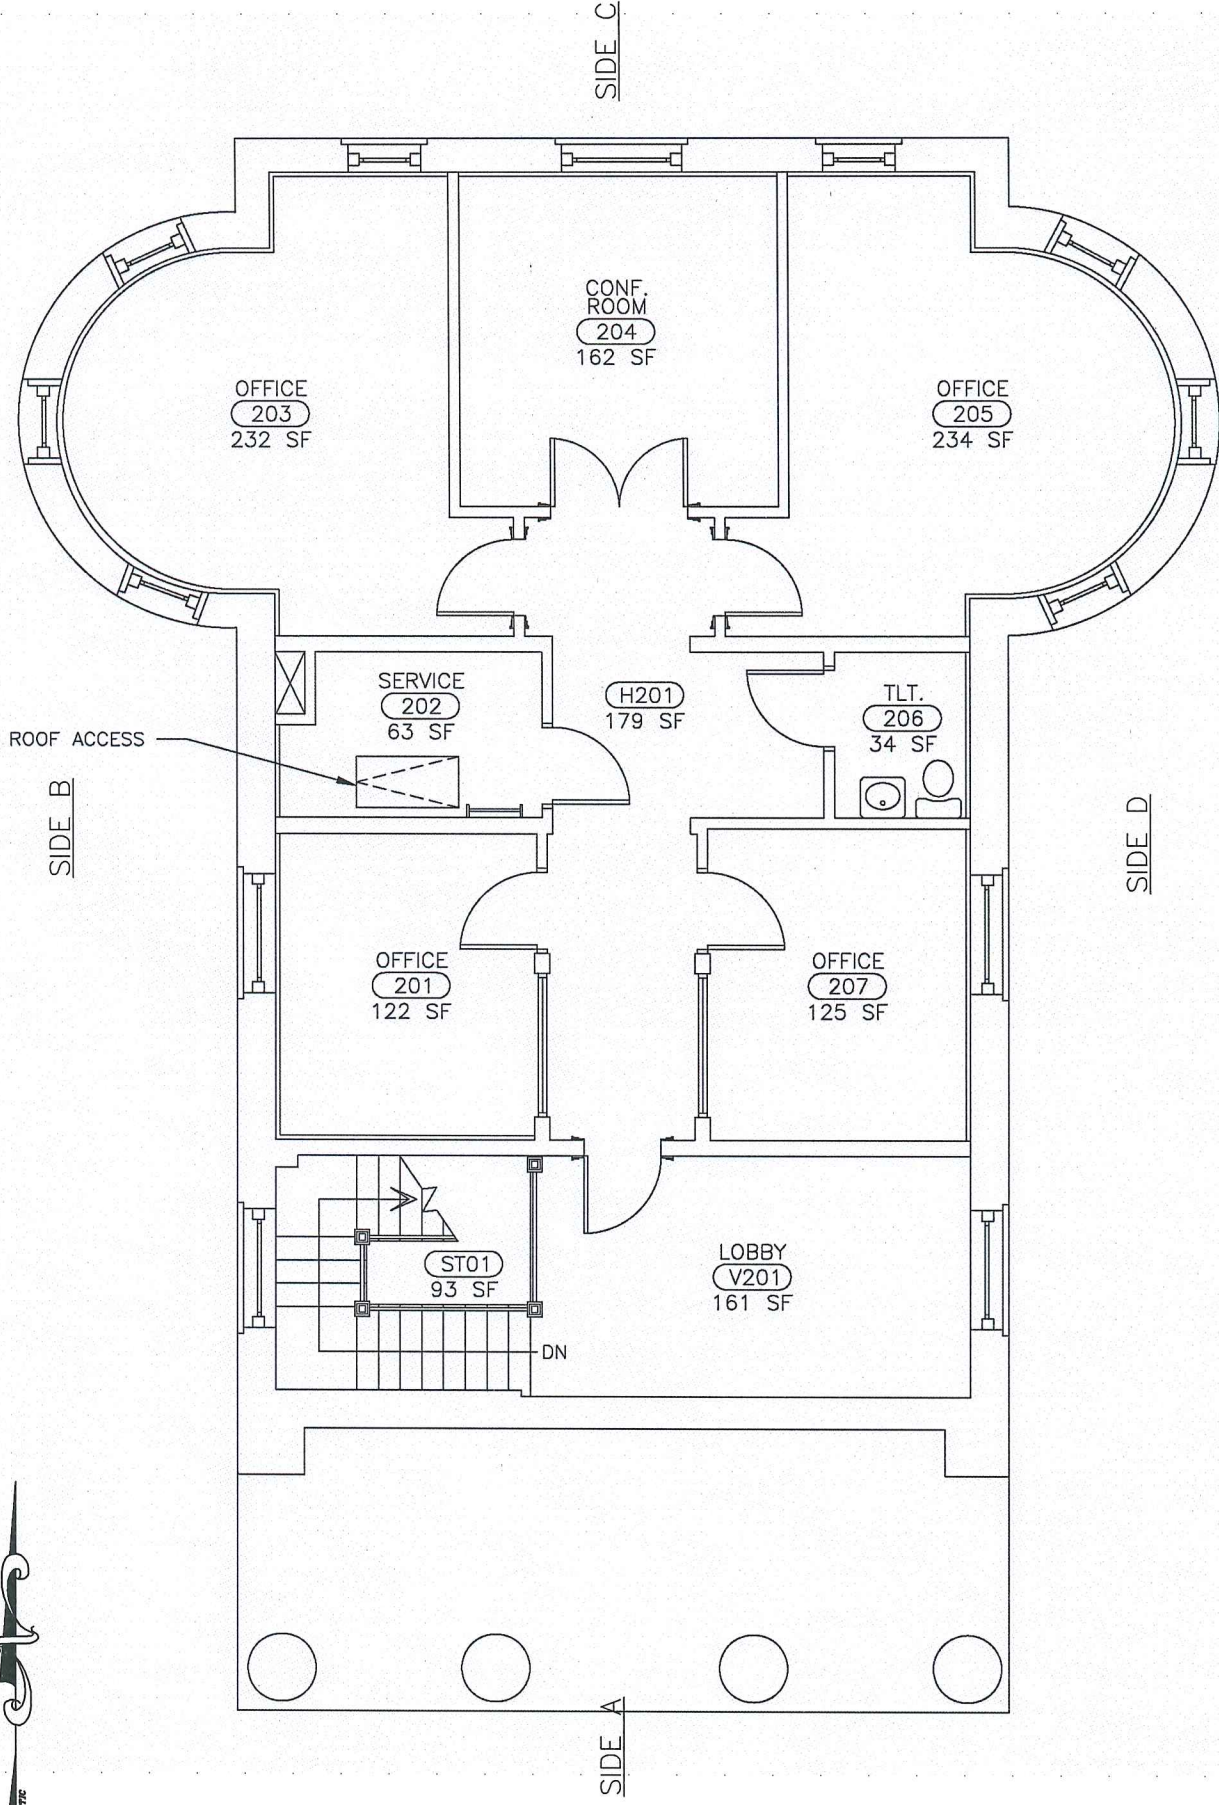 SIDE C
CONF.
ROOM
204
162 SF
OFFICE
203
232 SF
OFFICE
205
234 SF
SERVICE
202
63 SF
H201
179 SF
TLT.
206
34 SF
ROOF ACCESS
SIDE B
SIDE D
OFFICE
201
122 SF
OFFICE
207
125 SF
ST01
93 SF
LOBBY
V201
161 SF
DN
SIDE A